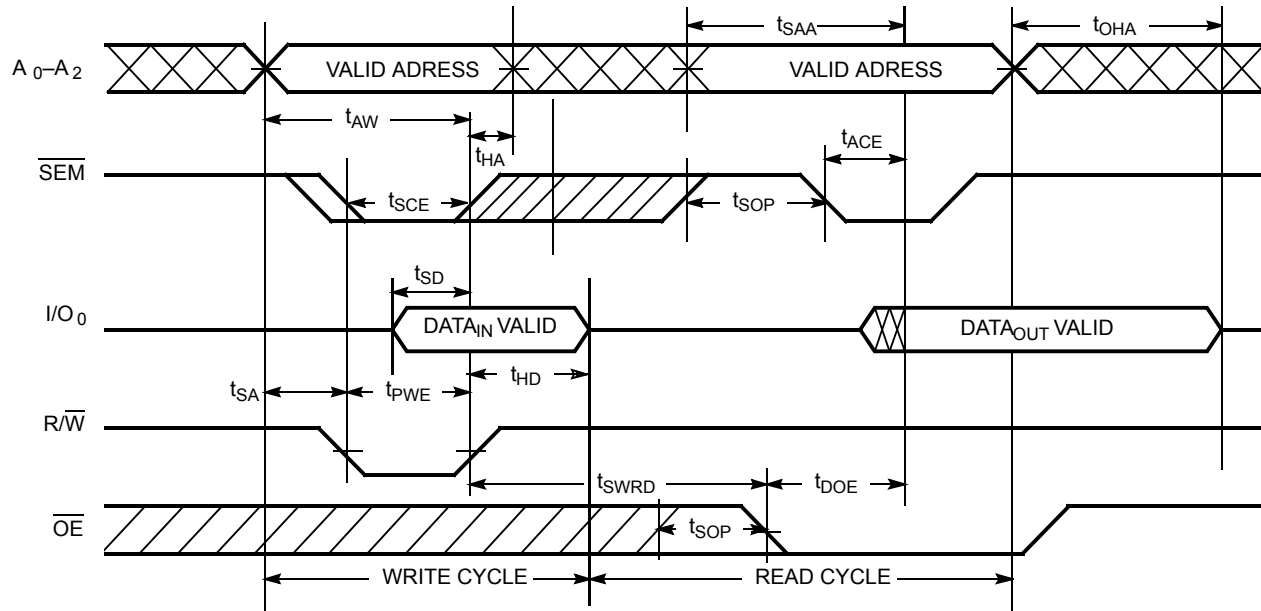 tSAA
tOHA
A0–A2
VALID ADRESS
VALID ADRESS
tAW
tHA
tACE
SEM
tSCE
tSOP
tSD
I/O0
DATAIN VALID
DATAOUT VALID
tSA
tPWE
tHD
R/W
tSWRD
tDOE
OE
tSOP
WRITE CYCLE
READ CYCLE